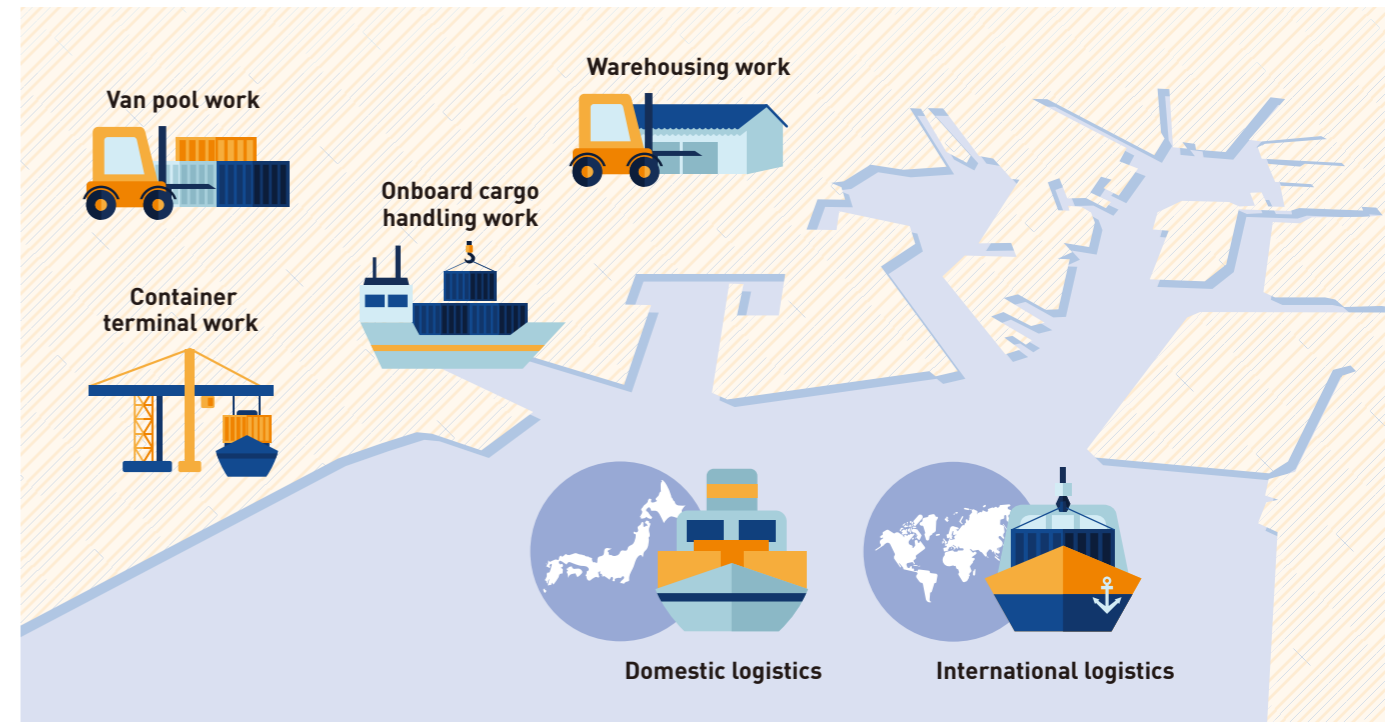 Warehousing work
Van pool work
Onboard cargo
handling work
Container
terminal work
Domestic logistics
International logistics